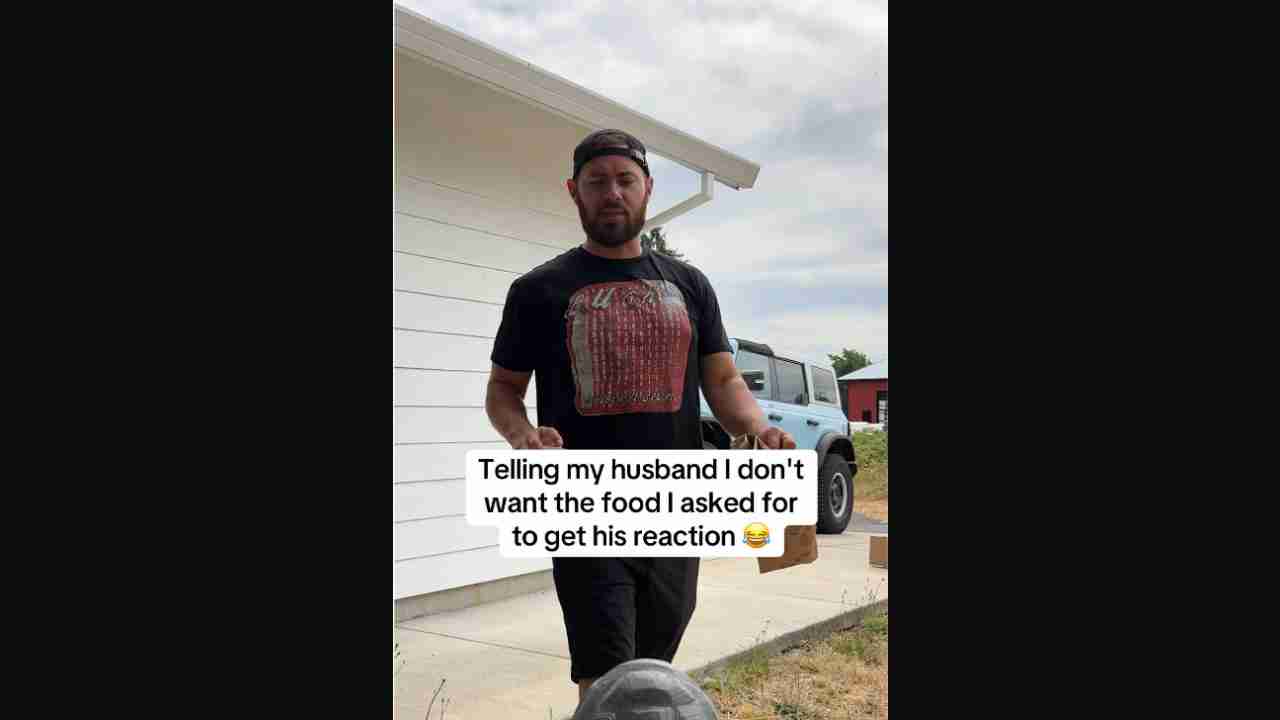 Telling my husband I don't
want the food I asked for
to get his reaction 😂